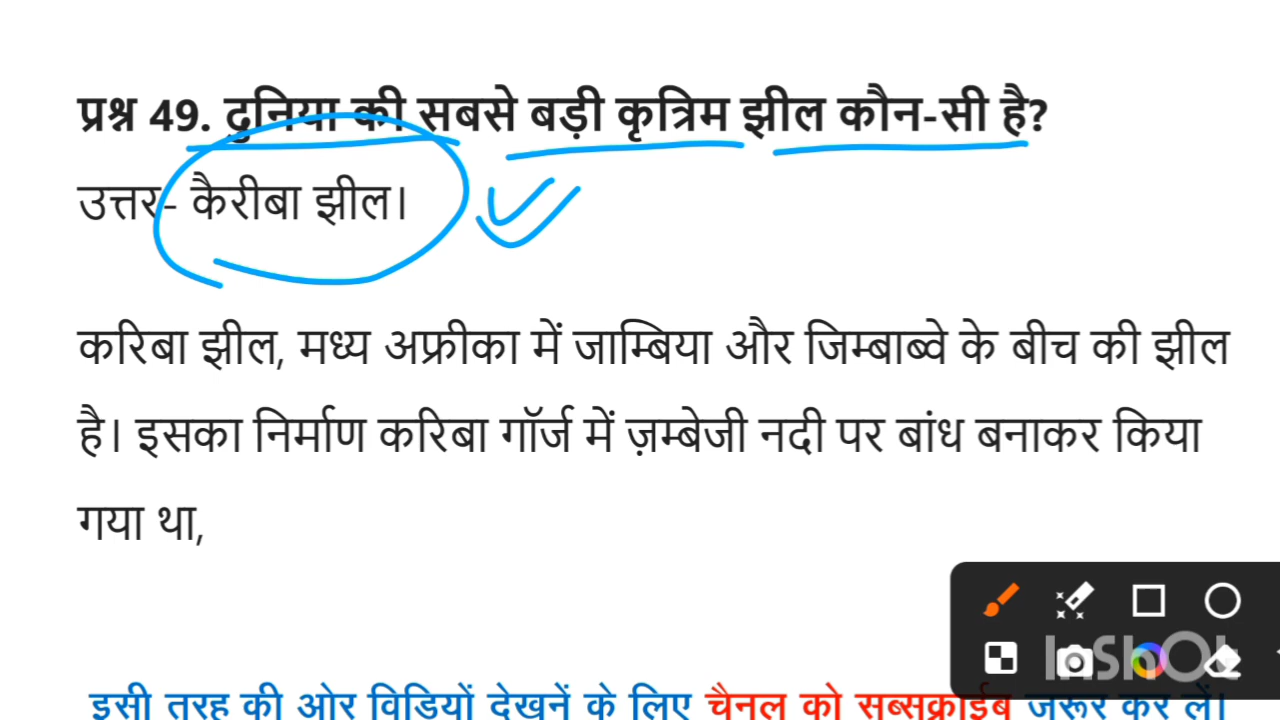 प्रश्न 49. दुनिया की सबसे बड़ी कृत्रिम झील कौन-सी है?
उत्तर- कैरीबा झील।
करिबा झील, मध्य अफ्रीका में जाम्बिया और जिम्बाब्वे के बीच की झील
है। इसका निर्माण करिबा गॉर्ज में ज़म्बेजी नदी पर बांध बनाकर किया
गया था,
InShOt
इसी तरह की ओर विडियों देखनें के लिए चैनल को सब्सक्राईब जरूर कर लें।